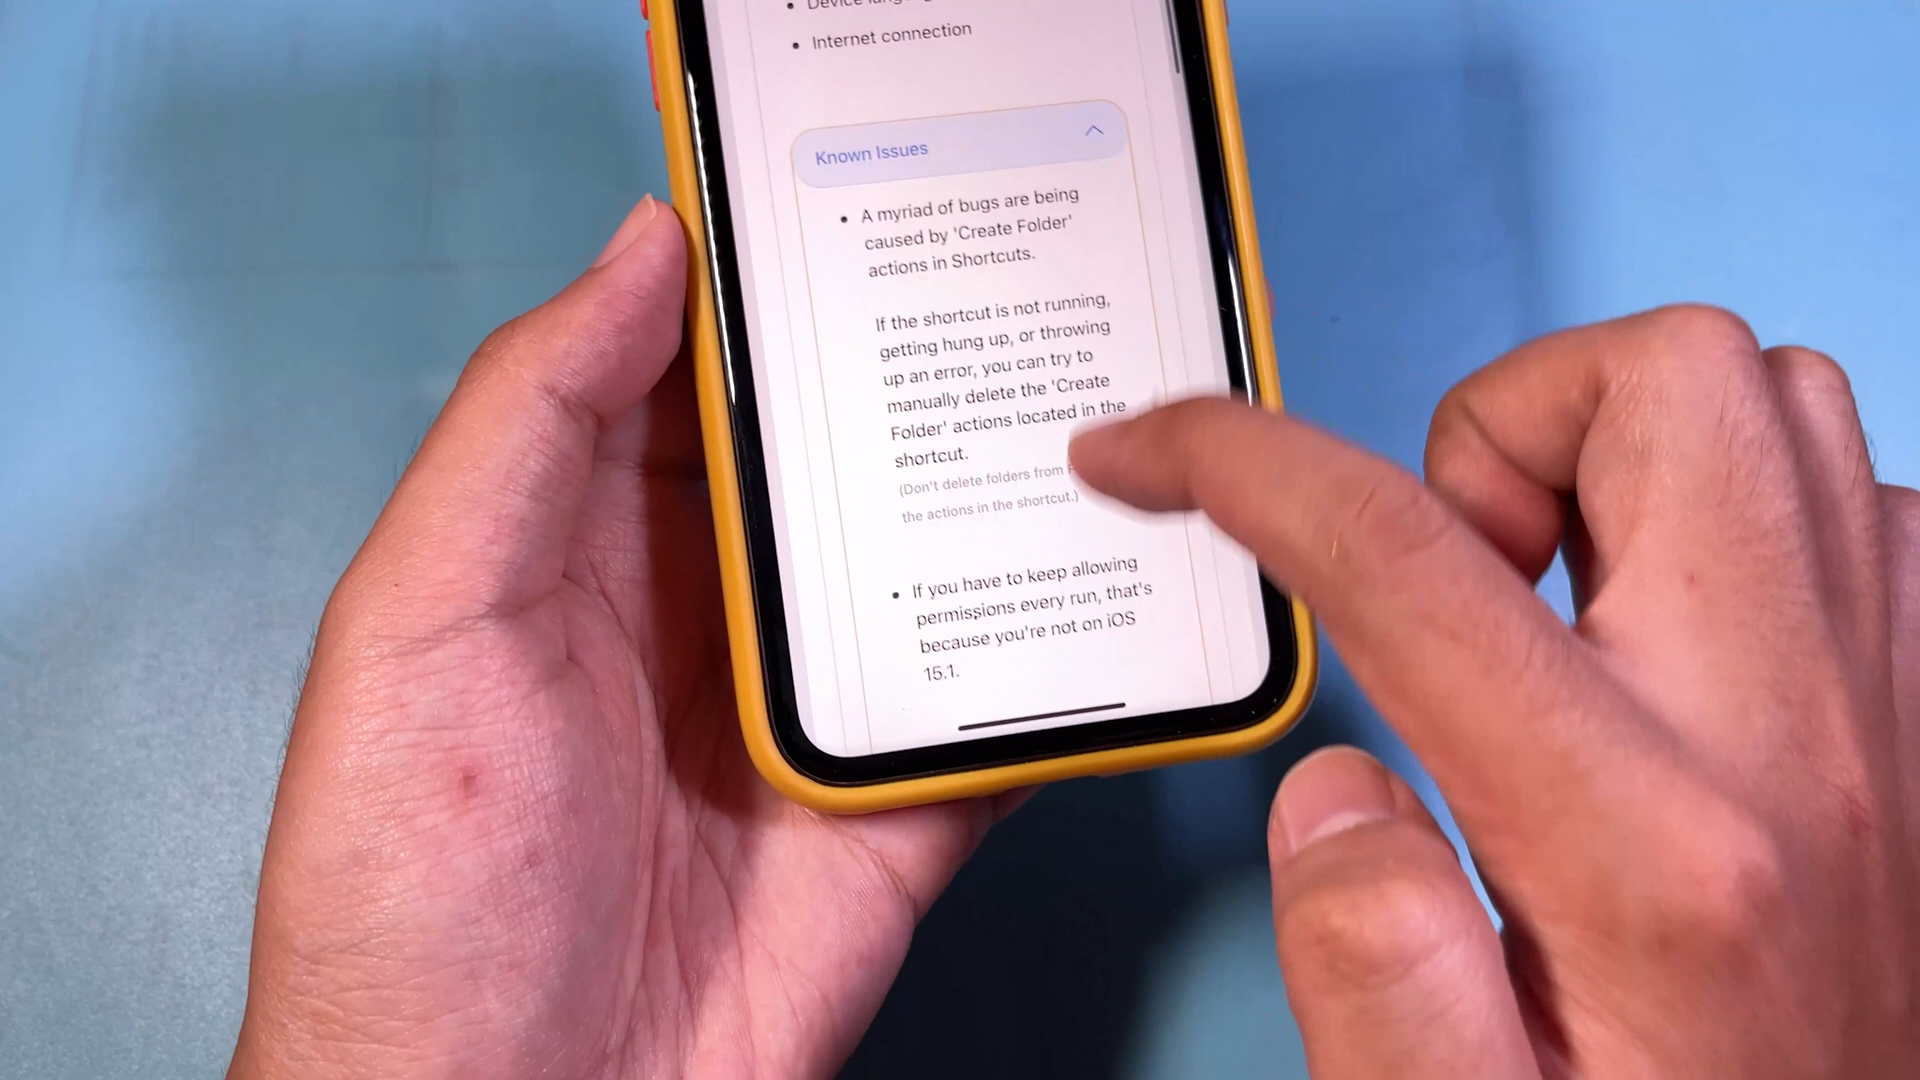 Device
Internet connection
Known Issues
A myriad of bugs are being
caused by 'Create Folder'
actions in Shortcuts.
If the shortcut is not running,
getting hung up, or throwing
up an error, you can try to
manually delete the 'Create
Folder' actions located in the
shortcut.
(Don't delete folders from
the actions in the shortcut.)
If you have to keep allowing
permissions every run, that's
because you're not on iOS
15.1.